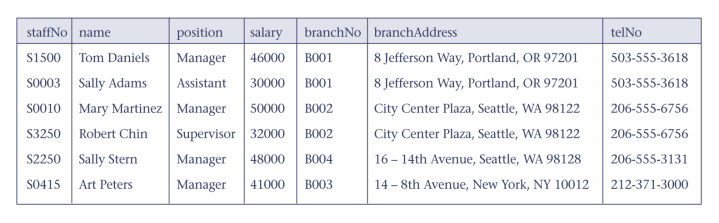 staffNo name position salary branchNo branchAddress telNo
S1500 Tom Daniels Manager 46000 B001 8 Jefferson Way, Portland, OR 97201 503-555-3618
S0003 Sally Adams Assistant 30000 B001 8 Jefferson Way, Portland, OR 97201 503-555-3618
S0010 Mary Martinez Manager 50000 B002 City Center Plaza, Seattle, WA 98122 206-555-6756
S3250 Robert Chin Supervisor 32000 B002 City Center Plaza, Seattle, WA 98122 206-555-6756
S2250 Sally Stern Manager 48000 B004 16 – 14th Avenue, Seattle, WA 98128 206-555-3131
S0415 Art Peters Manager 41000 B003 14 – 8th Avenue, New York, NY 10012 212-371-3000